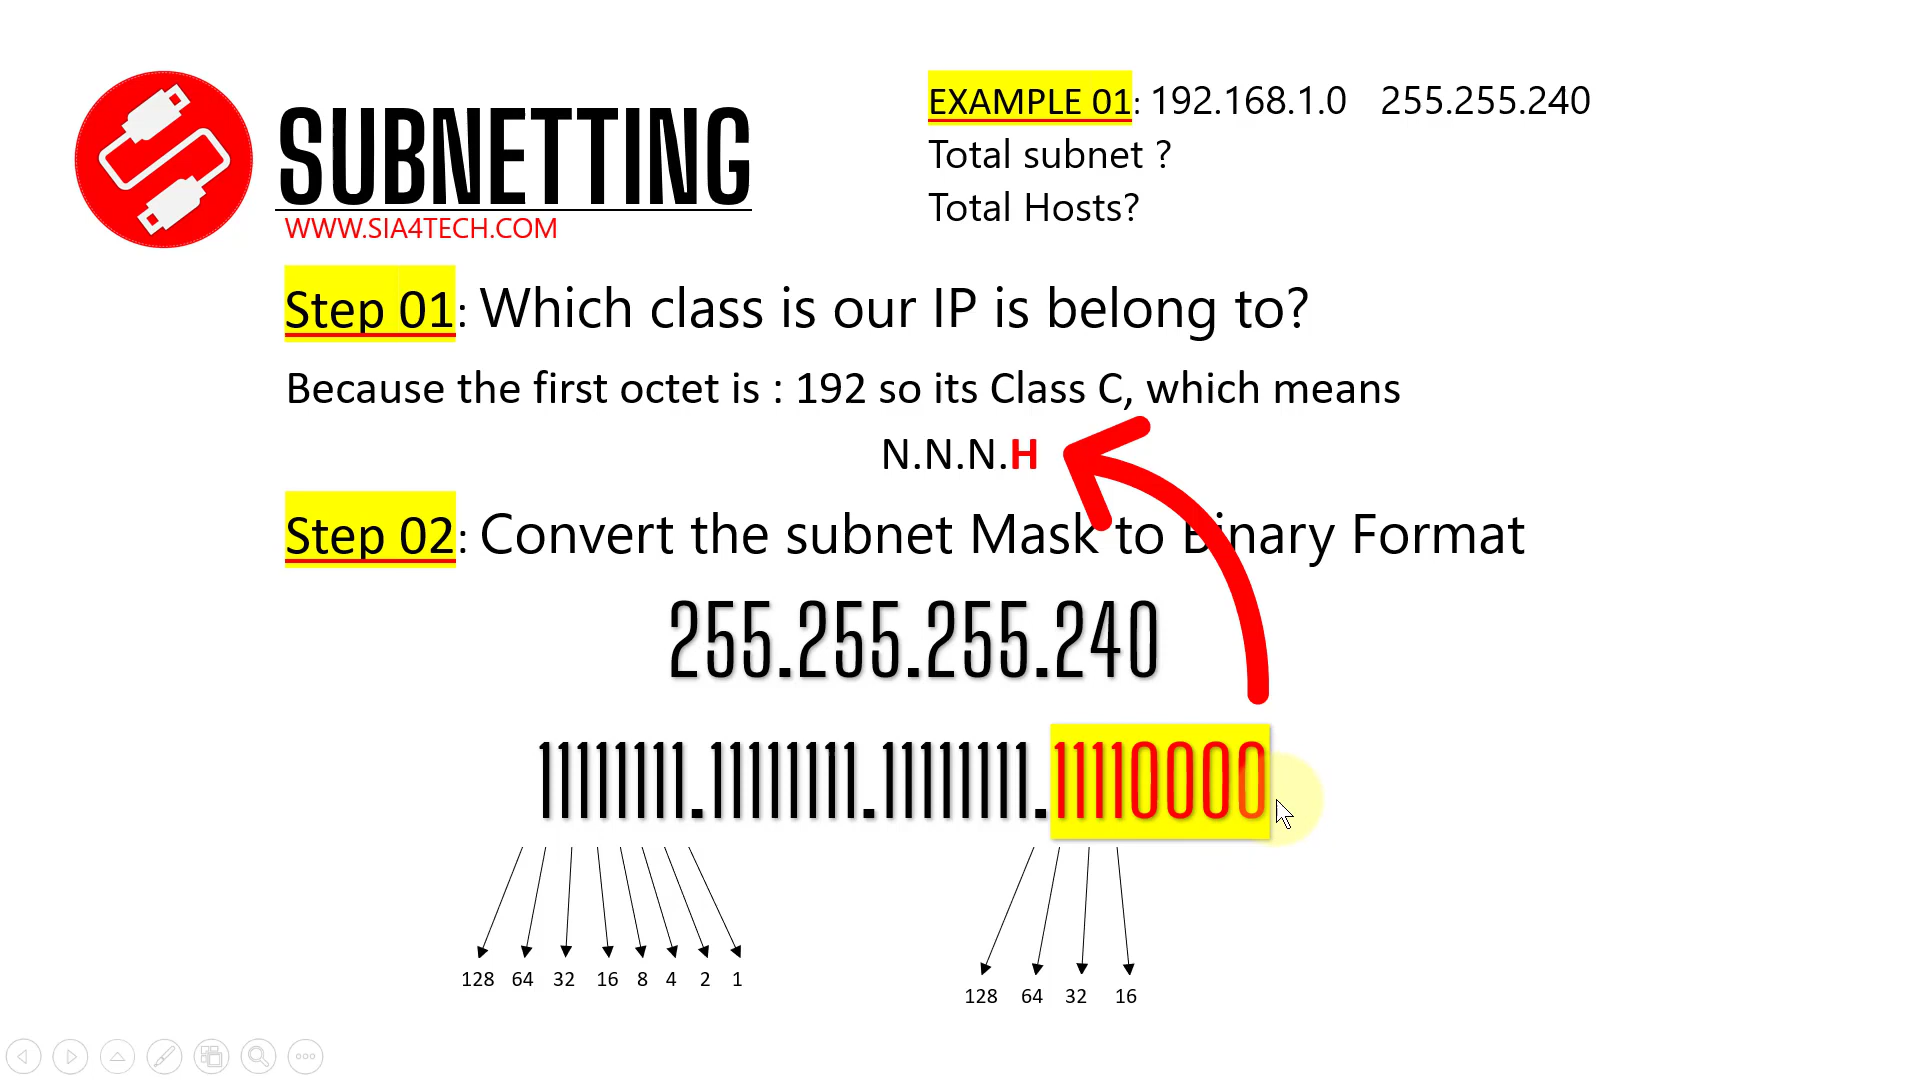 SUBNETTING
WWW.SIA4TECH.COM
EXAMPLE 01: 192.168.1.0 255.255.240
Total subnet ?
Total Hosts?
Step 01: Which class is our IP is belong to?
Because the first octet is : 192 so its Class C, which means
N.N.N.H
Step 02: Convert the subnet Mask to Binary Format
255.255.255.240
11111111.11111111.11111111.11110000
128 64 32 16 8 4 2 1
128 64 32 16